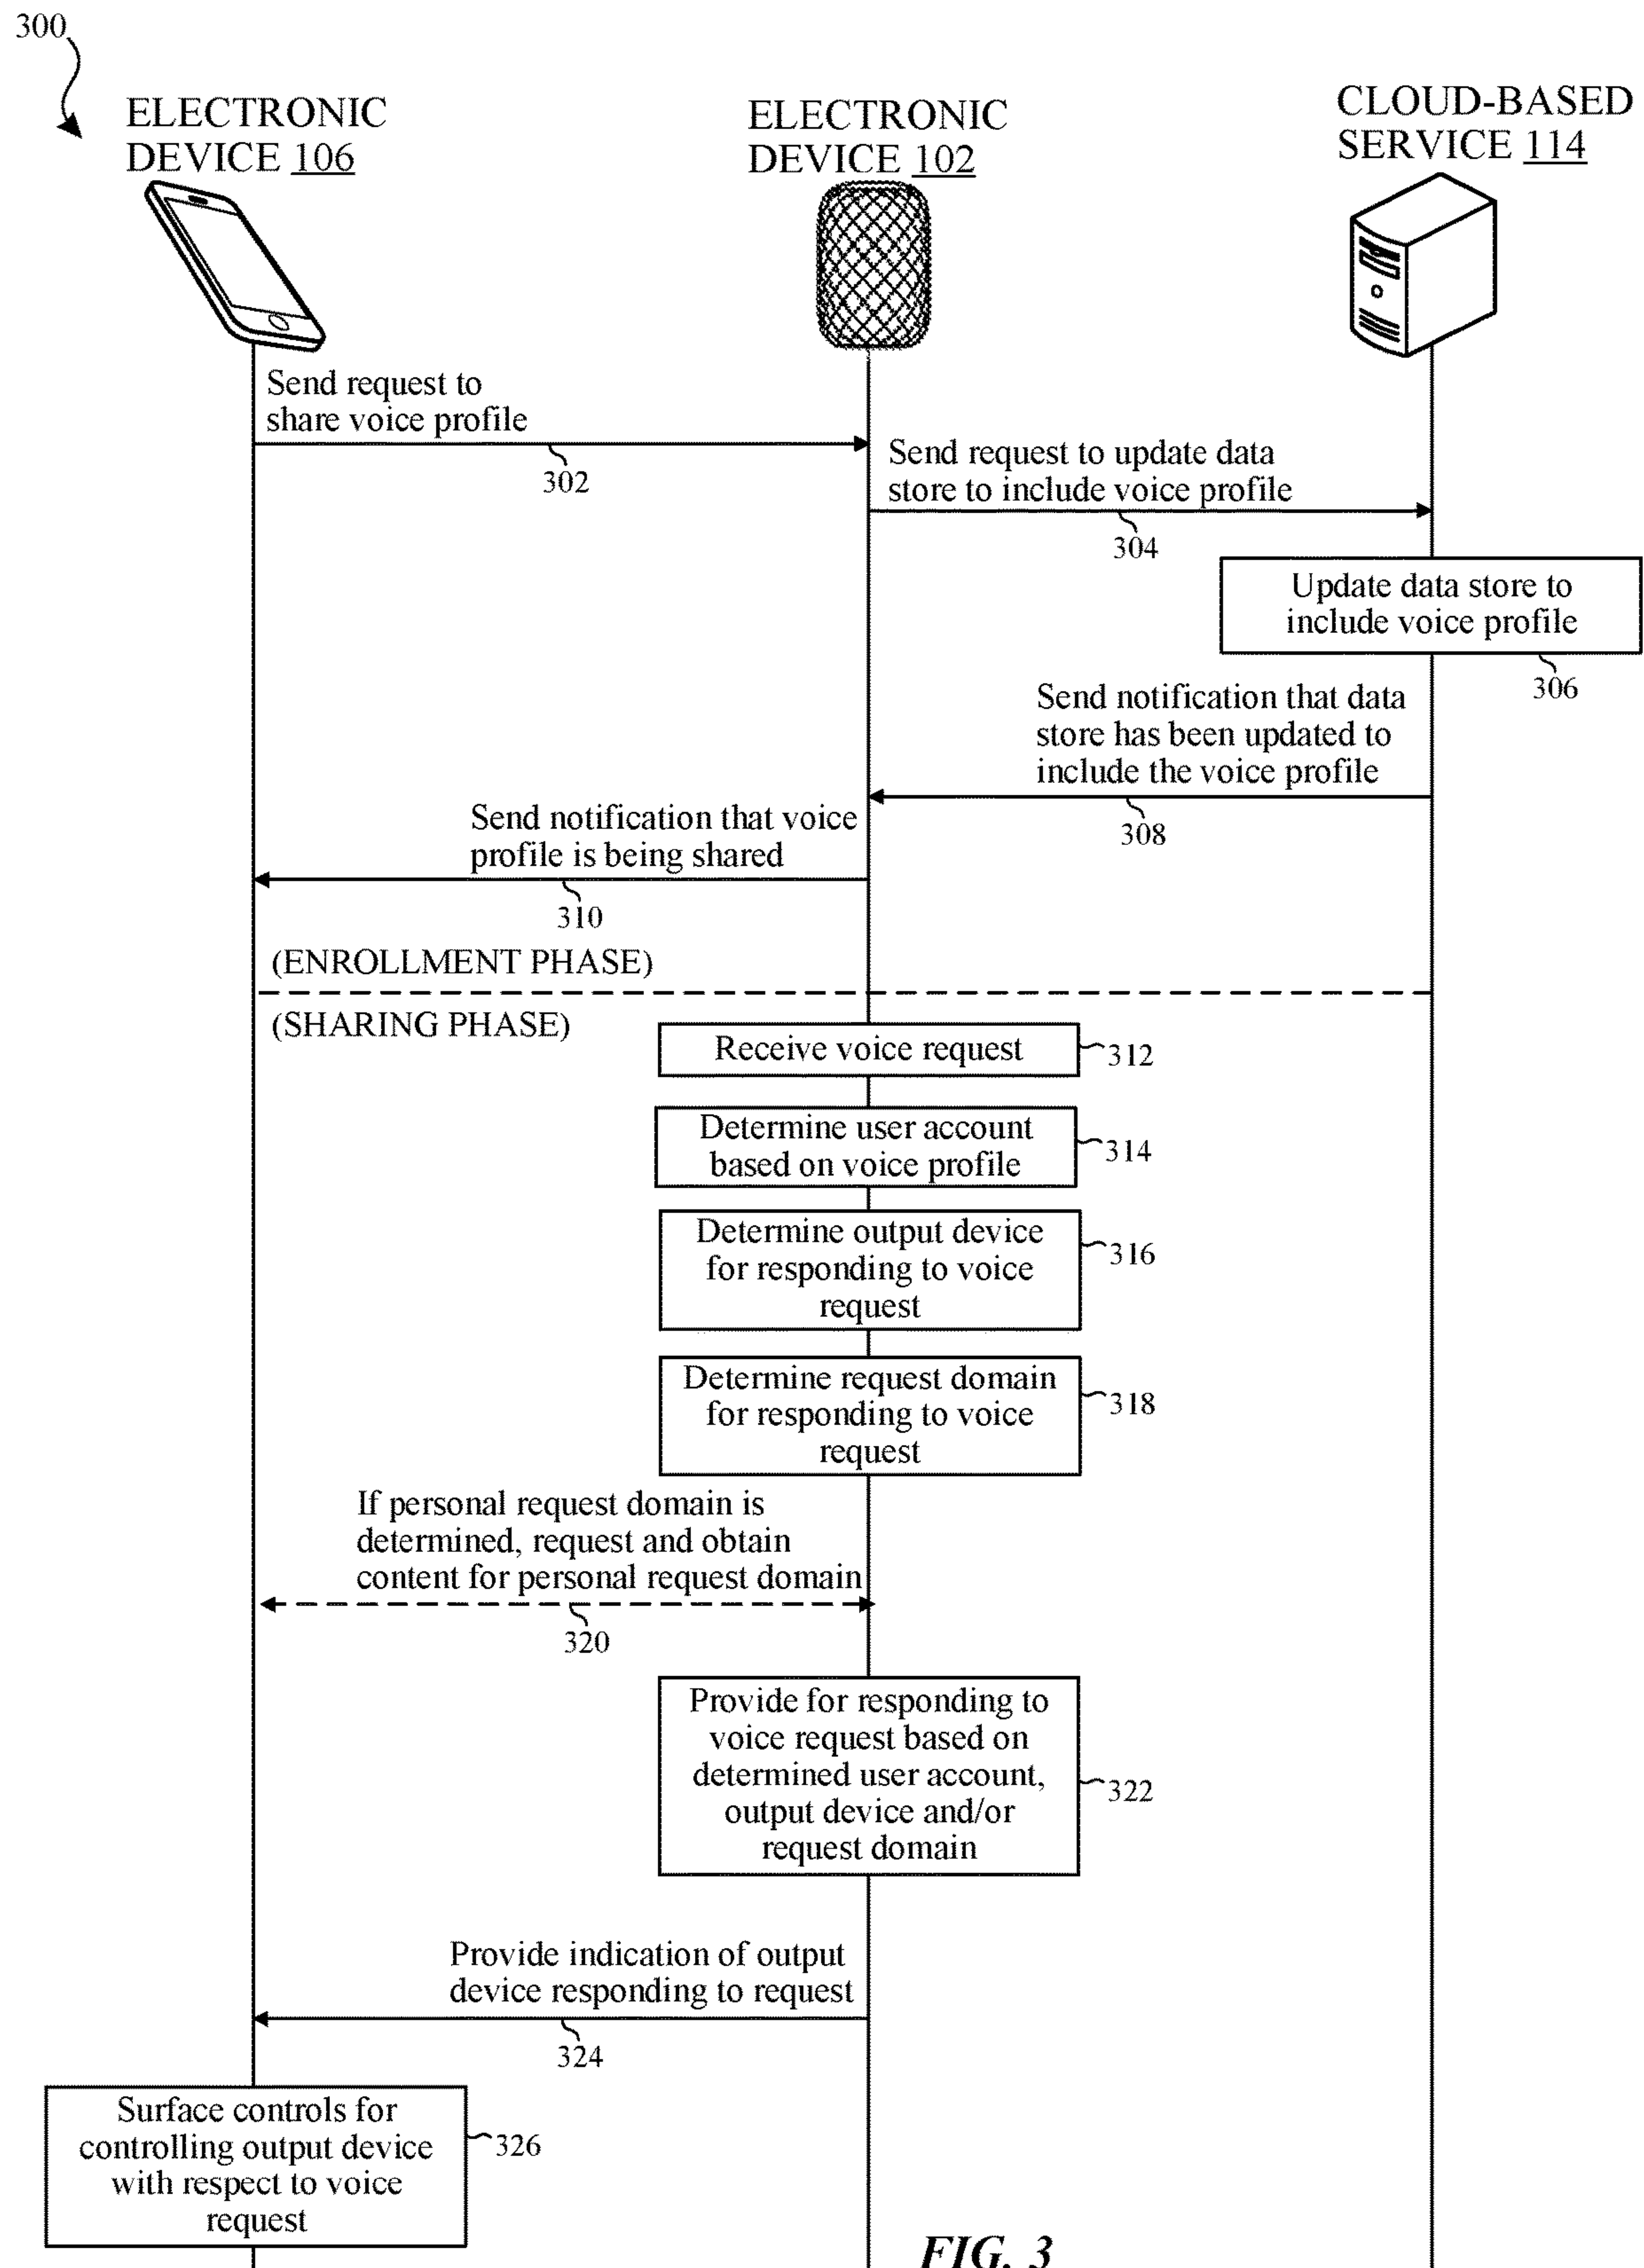 300
ELECTRONIC
DEVICE 106
ELECTRONIC
DEVICE 102
CLOUD-BASED
SERVICE 114
Send request to
share voice profile
302
Send request to update data
store to include voice profile
304
Update data store to
include voice profile
306
Send notification that data
store has been updated to
include the voice profile
308
Send notification that voice
profile is being shared
310
(ENROLLMENT PHASE)
(SHARING PHASE)
Receive voice request
312
Determine user account
based on voice profile
314
Determine output device
for responding to voice
request
316
Determine request domain
for responding to voice
request
318
If personal request domain is
determined, request and obtain
content for personal request domain
320
Provide for responding to
voice request based on
determined user account,
output device and/or
request domain
322
Provide indication of output
device responding to request
324
Surface controls for
controlling output device
with respect to voice
request
326
FIG. 3